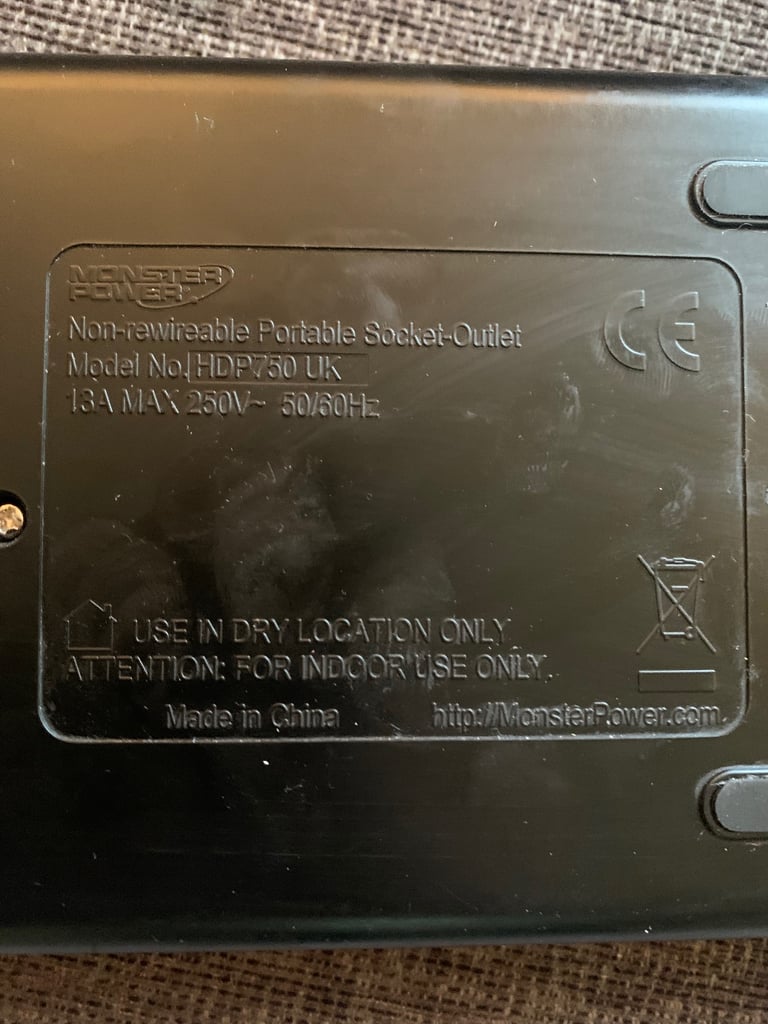 MONSTER
POWER
Non-rewireable Portable Socket-Outlet
Model No. HDP750 UK
13A MAX 250V~ 50/60Hz
CE
USE IN DRY LOCATION ONLY
ATTENTION: FOR INDOOR USE ONLY.
Made in China
http://MonsterPower.com